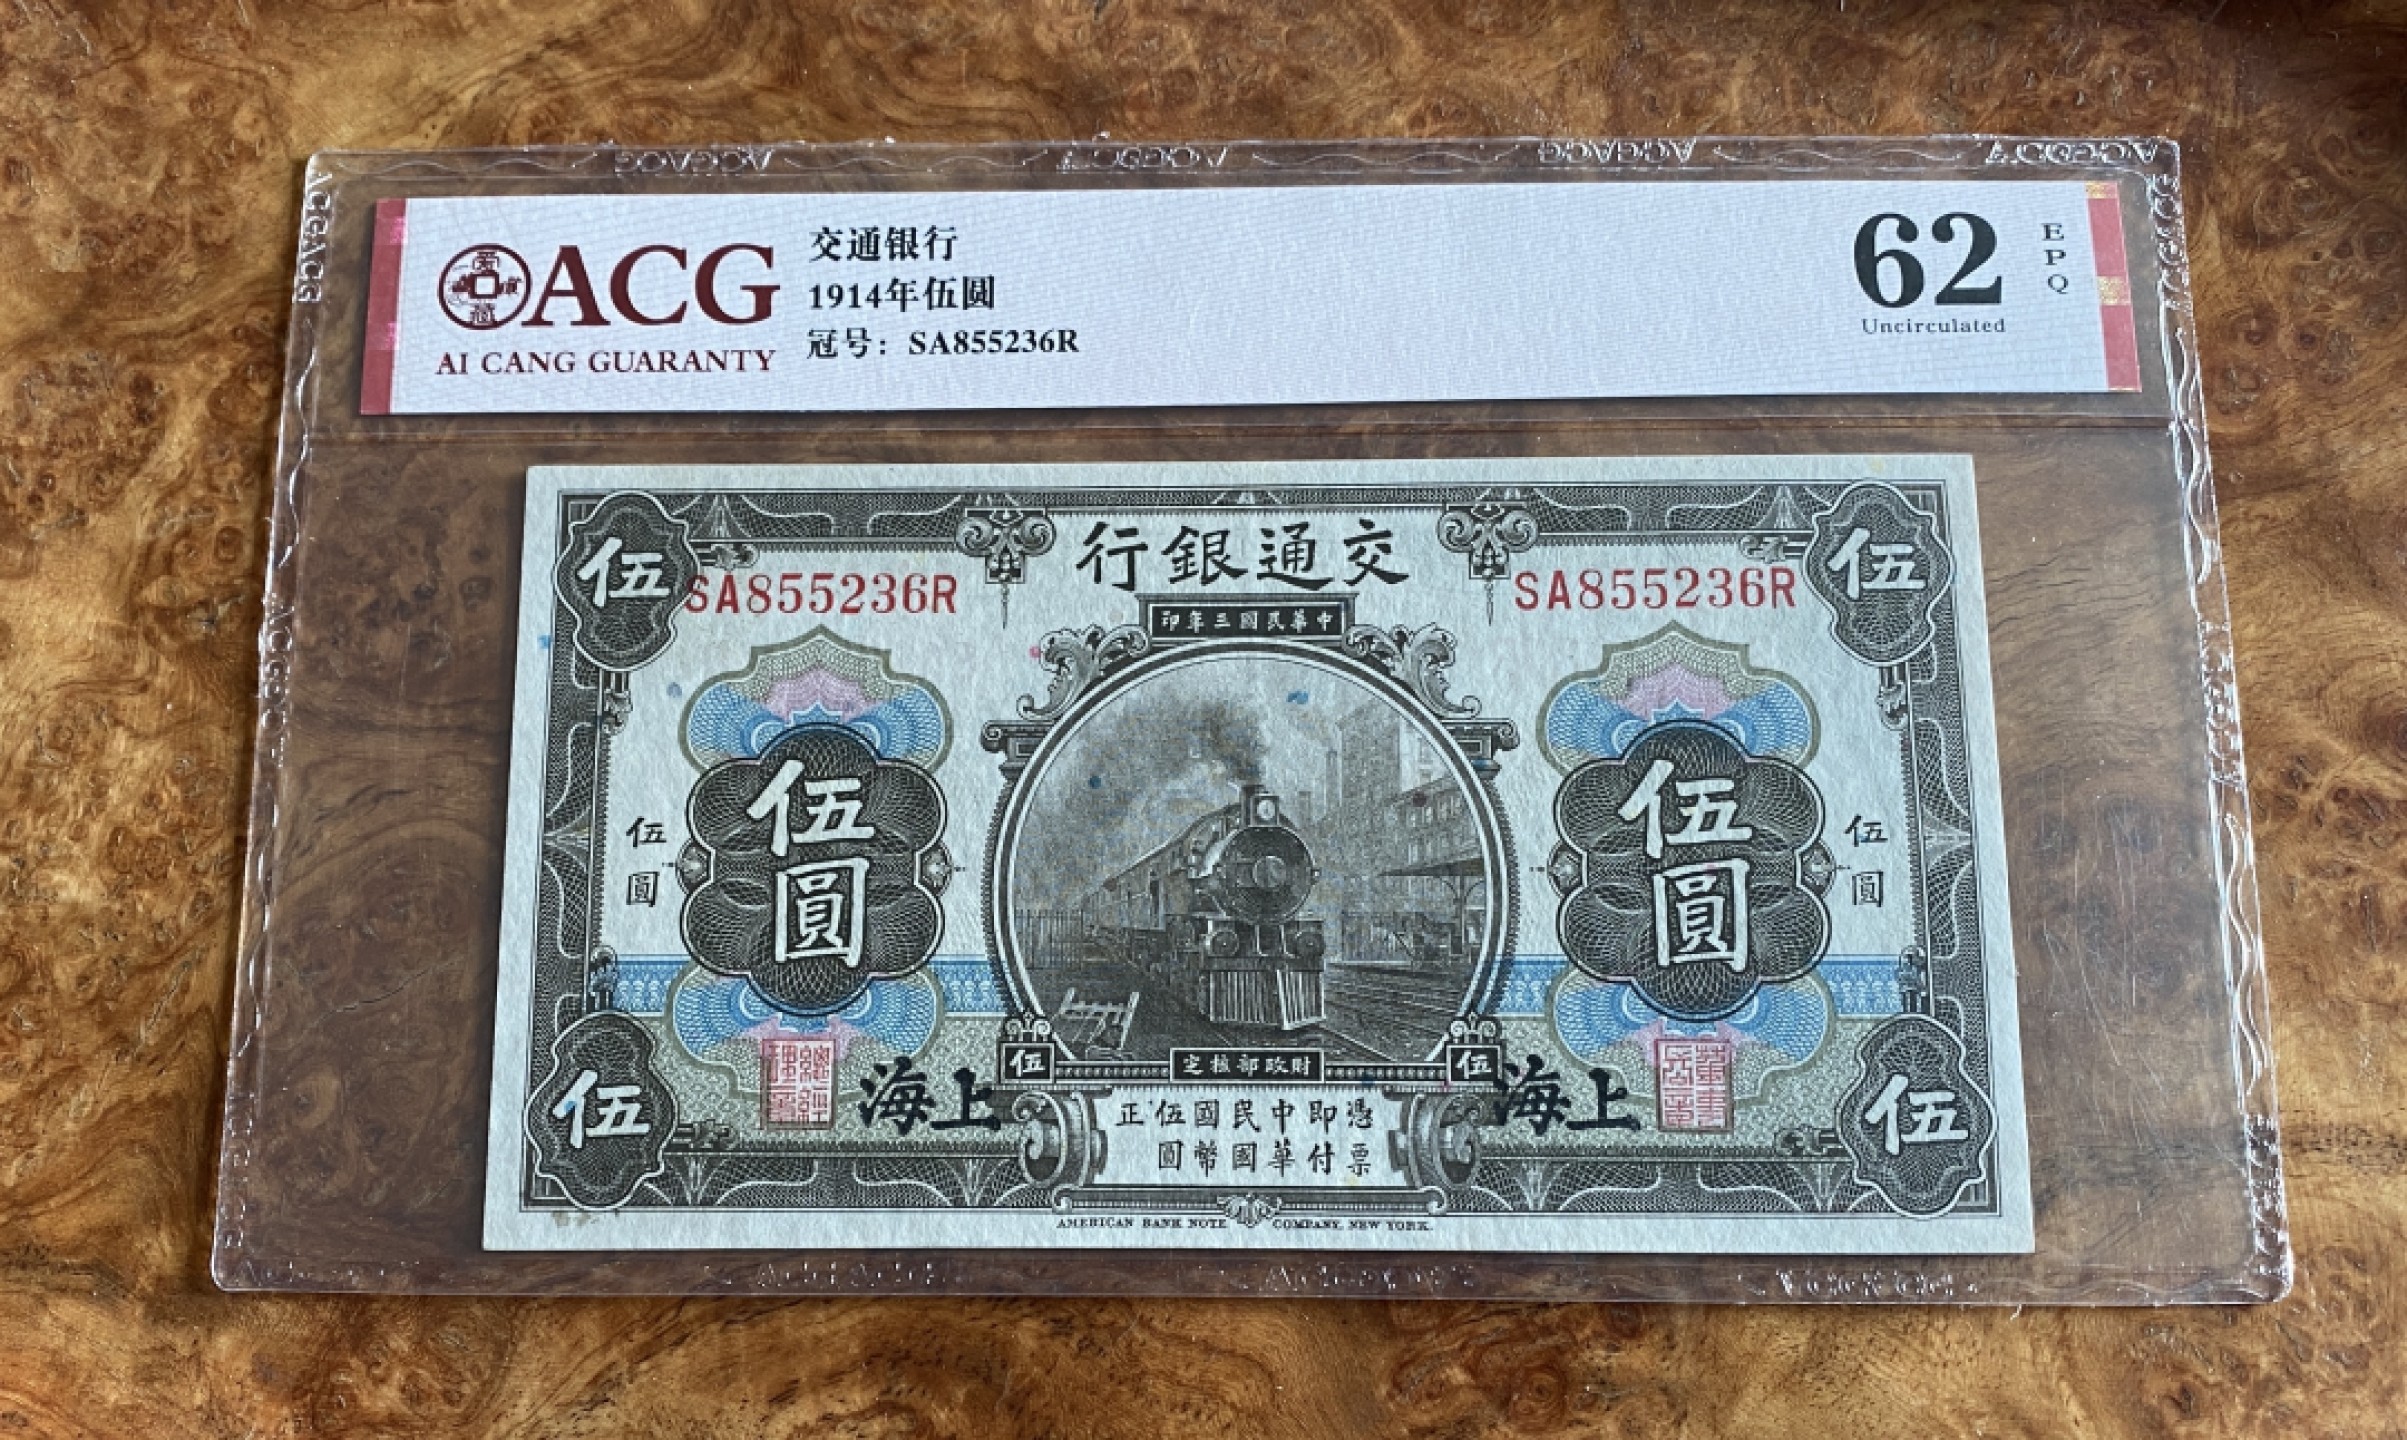 ACG
AI CANG GUARANTY
交通银行
1914年伍圆
冠号：SA855236R
62
Uncirculated
EPQ
行銀通交
伍
伍
SA855236R
SA855236R
印年三國民華中
伍圓
伍圓
伍圓
伍圓
伍
定核部政財
伍
海上
海上
伍
正伍國民中即憑
圓幣國華付票
伍
AMERICAN BANK NOTE COMPANY, NEW YORK.